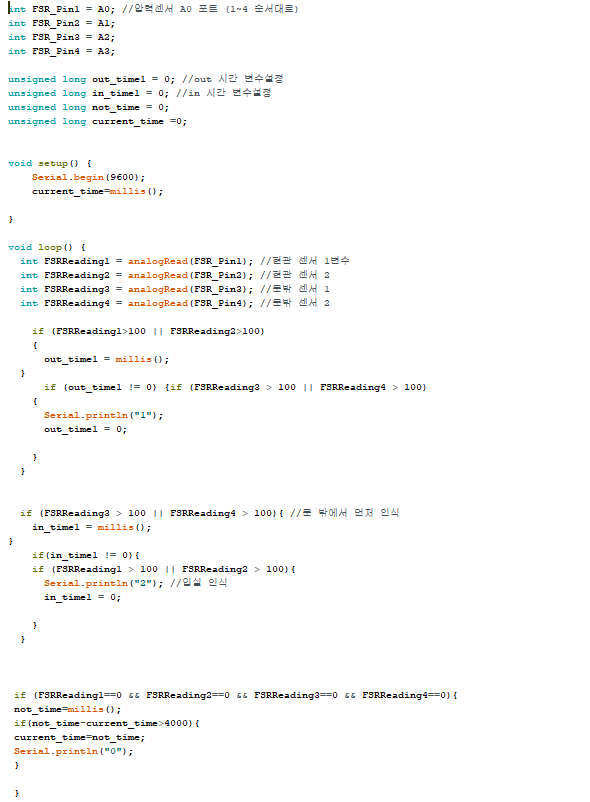 int FSR_Pin1 = A0; //압력센서 A0 포트 (1~4 순서대로)
int FSR_Pin2 = A1;
int FSR_Pin3 = A2;
int FSR_Pin4 = A3;
unsigned long out_time1 = 0; //out 시간 변수설정
unsigned long in_time1 = 0; //in 시간 변수설정
unsigned long not_time = 0;
unsigned long current_time =0;
void setup() {
Serial.begin(9600);
current_time=millis();
}
void loop() {
int FSRReading1 = analogRead(FSR_Pin1); //현관 센서 1변수
int FSRReading2 = analogRead(FSR_Pin2); //현관 센서 2
int FSRReading3 = analogRead(FSR_Pin3); //문밖 센서 1
int FSRReading4 = analogRead(FSR_Pin4); //문밖 센서 2
if (FSRReading1>100 || FSRReading2>100)
{
out_time1 = millis();
}
if (out_time1 != 0) {if (FSRReading3 > 100 || FSRReading4 > 100)
{
Serial.println("1");
out_time1 = 0;
}
}
if (FSRReading3 > 100 || FSRReading4 > 100){ //문 밖에서 먼저 인식
in_time1 = millis();
}
if(in_time1 != 0){
if (FSRReading1 > 100 || FSRReading2 > 100){
Serial.println("2"); //입실 인식
in_time1 = 0;
}
}
if (FSRReading1==0 && FSRReading2==0 && FSRReading3==0 && FSRReading4==0){
not_time=millis();
if(not_time-current_time>4000){
current_time=not_time;
Serial.println("0");
}
}